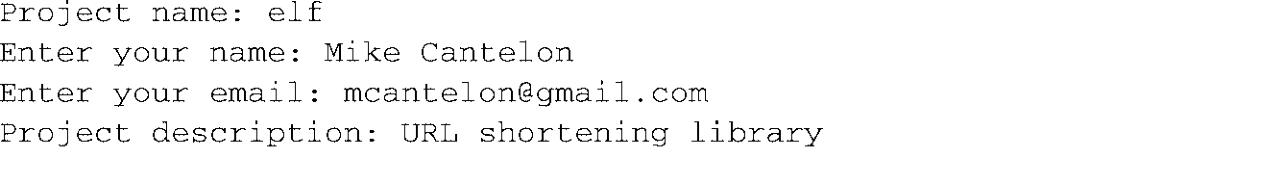 Project name: elf
Enter your name: Mike Cantelon
Enter your email: mcantelon@gmail.com
Project description: URL shortening library